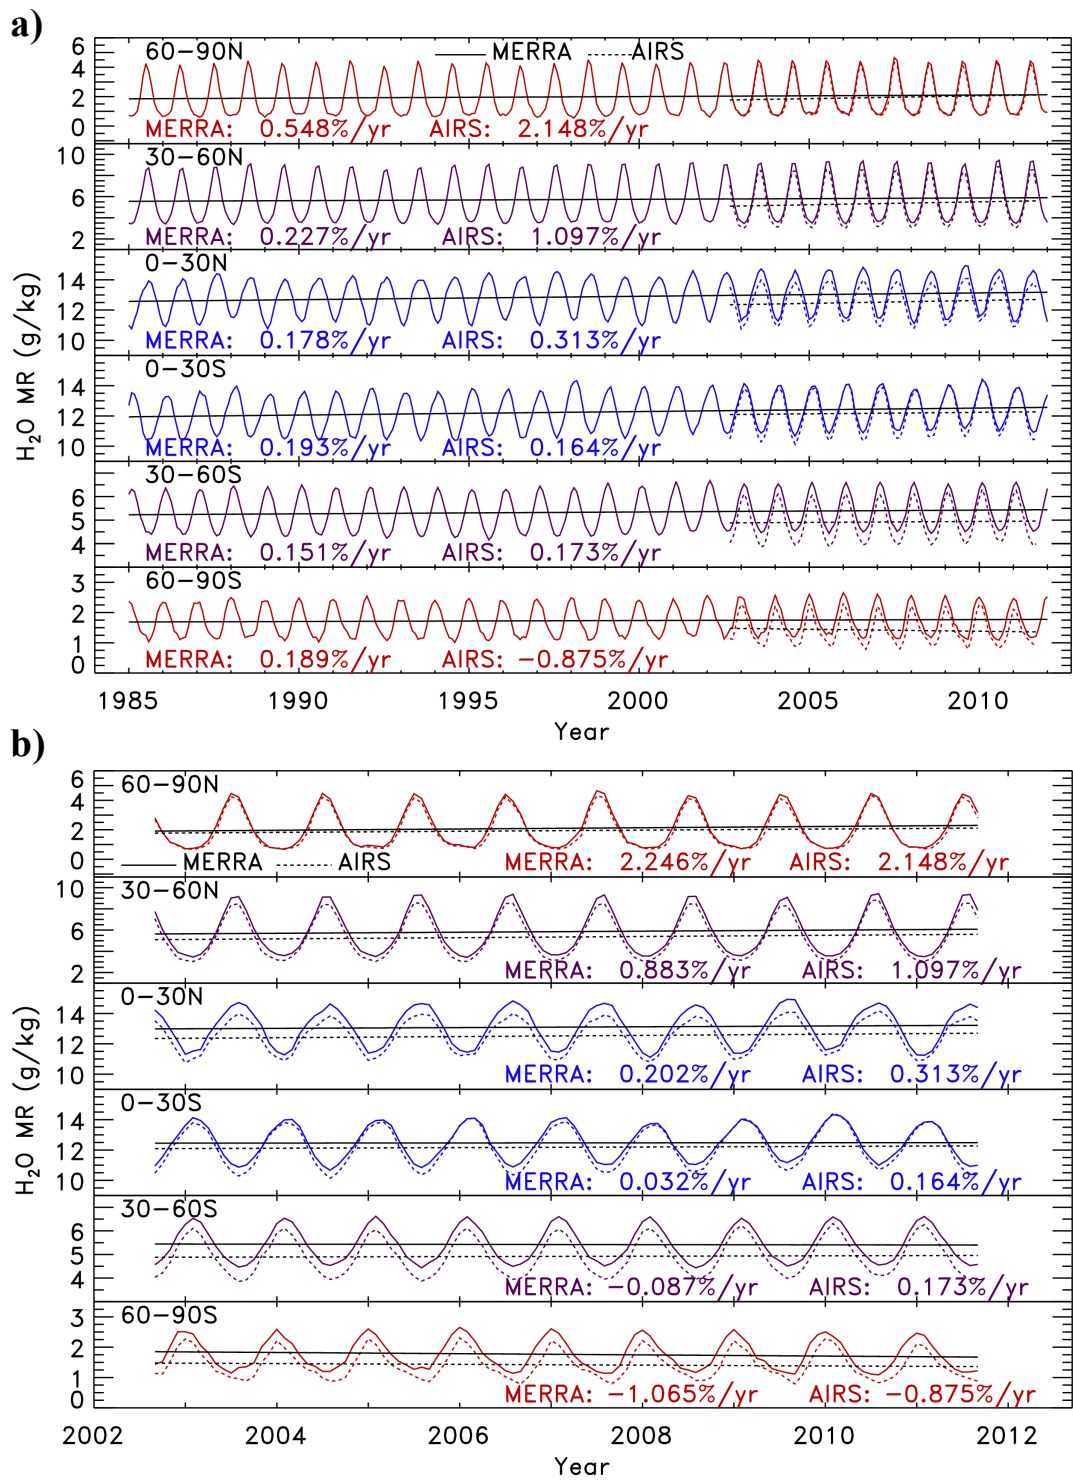 a)
60−90N MERRA AIRS
6
4
2
0
MERRA: 0.548%/yr AIRS: 2.148%/yr
30−60N
10
6
2
MERRA: 0.227%/yr AIRS: 1.097%/yr
0−30N
14
12
10
MERRA: 0.178%/yr AIRS: 0.313%/yr
H₂O MR (g/kg)
0−30S
14
12
10
MERRA: 0.193%/yr AIRS: 0.164%/yr
30−60S
6
5
4
MERRA: 0.151%/yr AIRS: 0.173%/yr
60−90S
3
2
1
0
MERRA: 0.189%/yr AIRS: −0.875%/yr
1985 1990 1995 2000 2005 2010
Year
b)
60−90N
6
4
2
0
MERRA AIRS MERRA: 2.246%/yr AIRS: 2.148%/yr
30−60N
10
6
2
MERRA: 0.883%/yr AIRS: 1.097%/yr
0−30N
14
12
10
MERRA: 0.202%/yr AIRS: 0.313%/yr
H₂O MR (g/kg)
0−30S
14
12
10
MERRA: 0.032%/yr AIRS: 0.164%/yr
30−60S
6
5
4
MERRA: −0.087%/yr AIRS: 0.173%/yr
60−90S
3
2
1
0
MERRA: −1.065%/yr AIRS: −0.875%/yr
2002 2004 2006 2008 2010 2012
Year